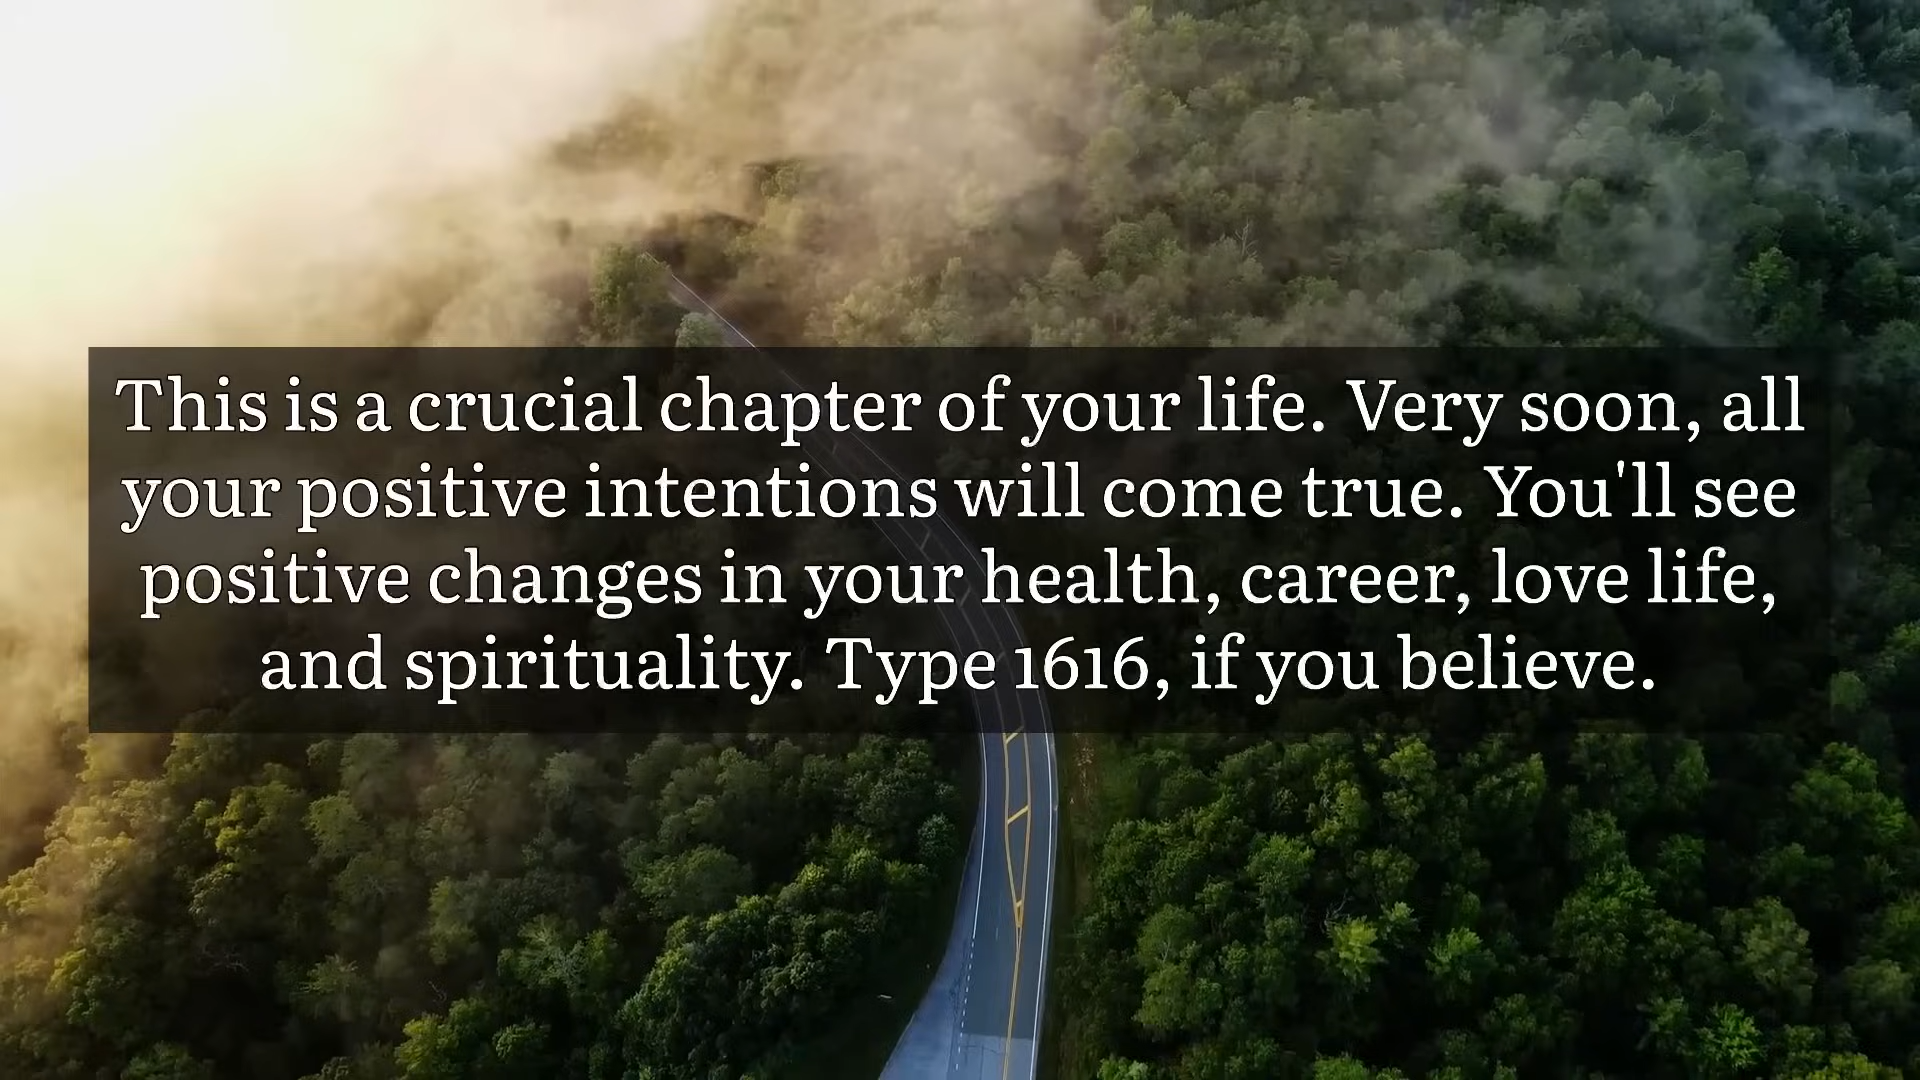 This is a crucial chapter of your life. Very soon, all
your positive intentions will come true. You'll see
positive changes in your health, career, love life,
and spirituality. Type 1616, if you believe.